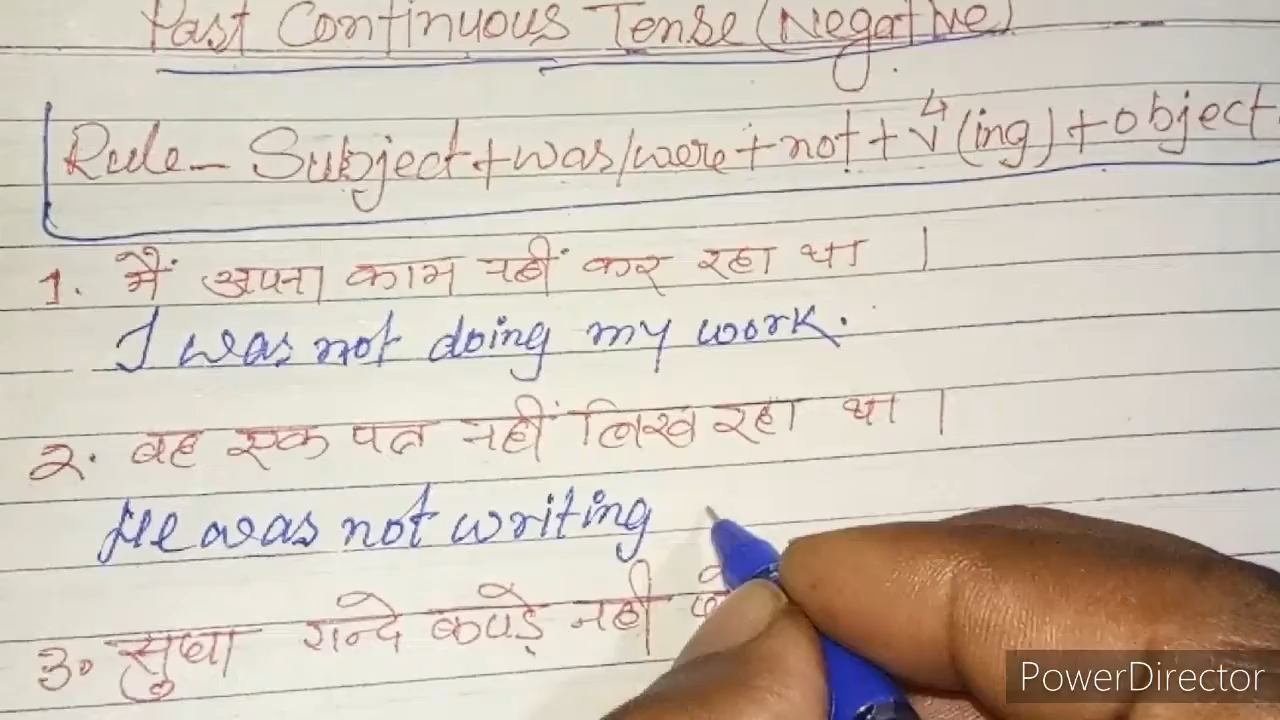 Past Continuous Tense (Negative)
Rule - Subject + was/were + not + V4 (ing) + object.
1. मैं अपना काम नहीं कर रहा था ।
I was not doing my work.
२. वह एक पत्र नहीं लिख रहा था ।
He was not writing
3. सुधा गन्दे कपड़े नही
PowerDirector